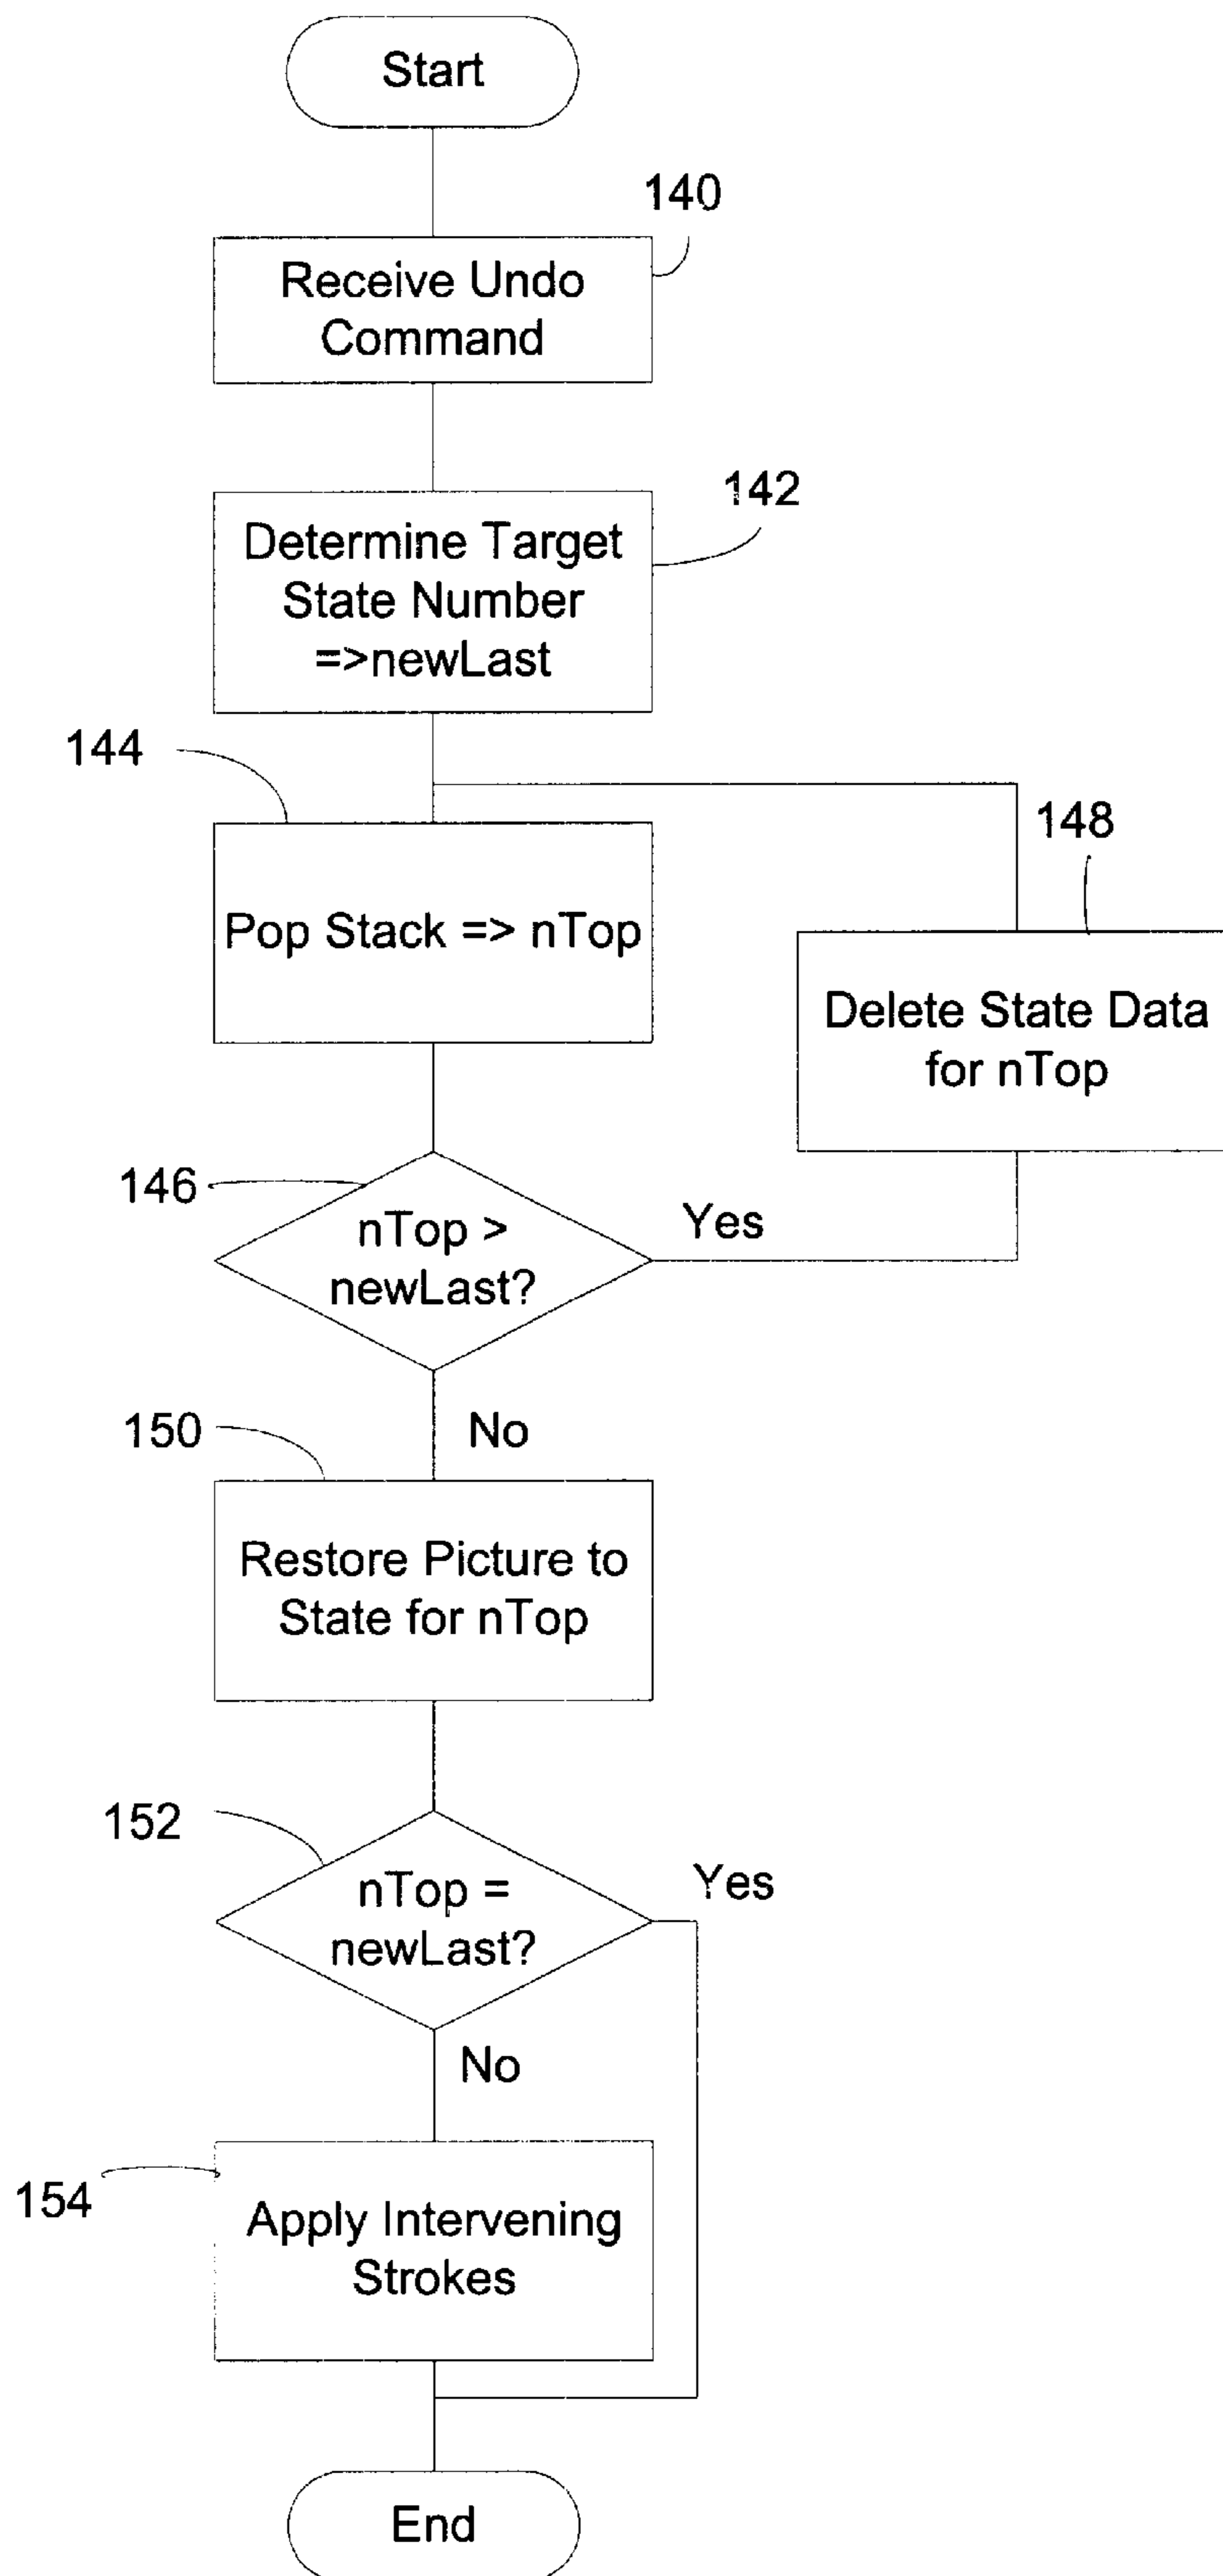 Start
140
Receive Undo
Command
142
Determine Target
State Number
=>newLast
144
Pop Stack => nTop
148
Delete State Data
for nTop
146
nTop >
newLast?
Yes
No
150
Restore Picture to
State for nTop
152
nTop =
newLast?
Yes
No
154
Apply Intervening
Strokes
End